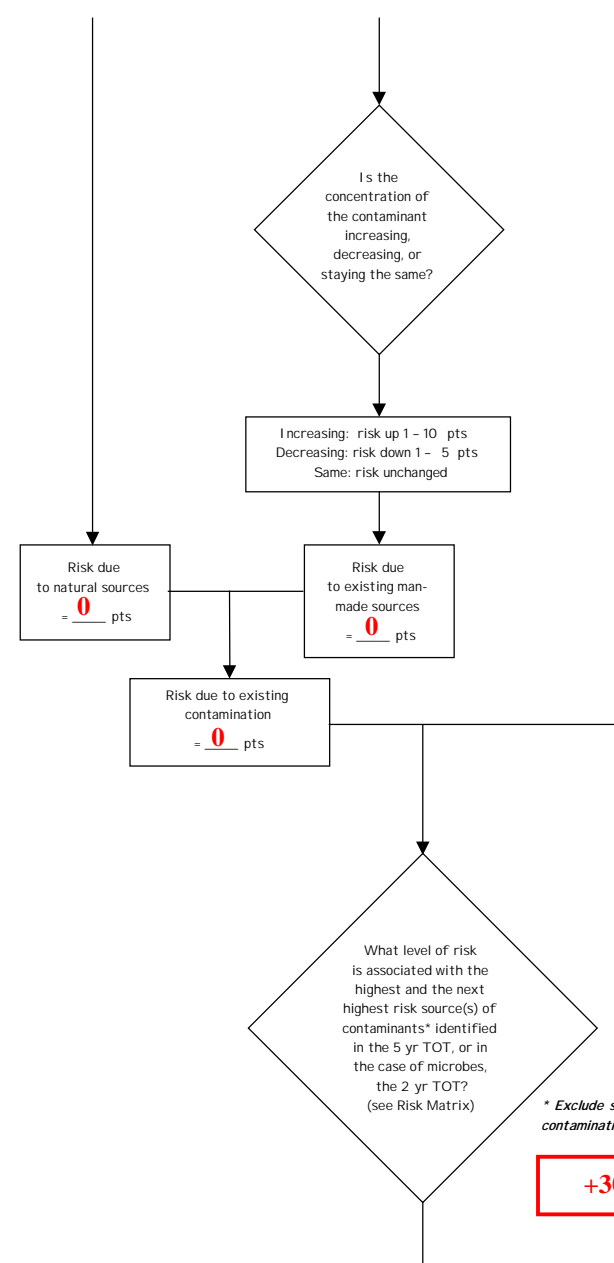 Is the
concentration of
the contaminant
increasing,
decreasing, or
staying the same?
Increasing: risk up 1 – 10 pts
Decreasing: risk down 1 – 5 pts
Same: risk unchanged
Risk due
to natural sources
= 0 pts
Risk due
to existing man-
made sources
= 0 pts
Risk due to existing
contamination
= 0 pts
What level of risk
is associated with the
highest and the next
highest risk source(s) of
contaminants* identified
in the 5 yr TOT, or in
the case of microbes,
the 2 yr TOT?
(see Risk Matrix)
* Exclude